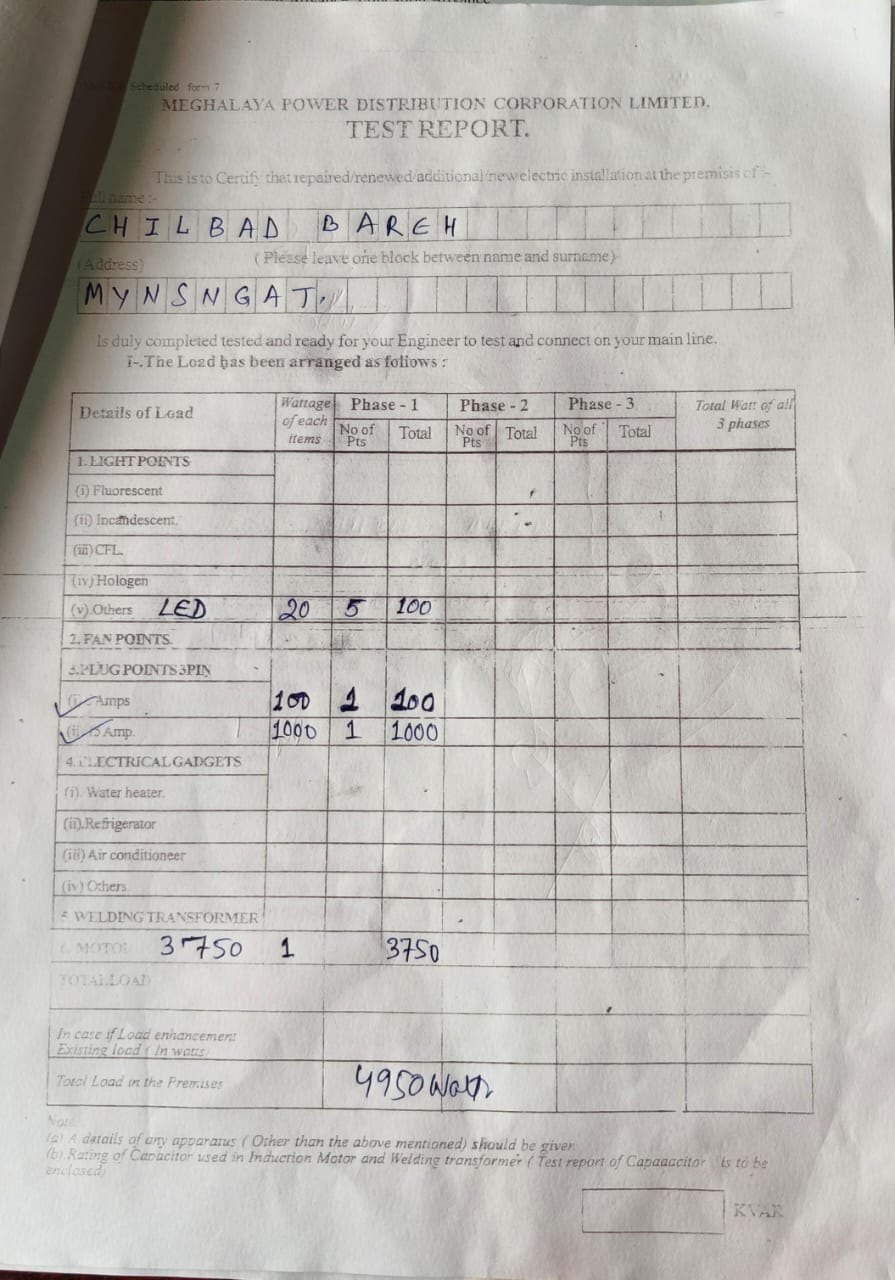 Scheduled form 7
MEGHALAYA POWER DISTRIBUTION CORPORATION LIMITED.
TEST REPORT.
This is to Certify that repaired/renewed/additional/new electric installation at the premisis of :-
Full name :-
CHILBAD BAREH
(Address) ( Please leave one block between name and surname)
MYNSNGAT.
Is duly completed tested and ready for your Engineer to test and connect on your main line.
i-.The Load has been arranged as follows :
Details of Load Wattage of each items Phase - 1 Phase - 2 Phase - 3 Total Watt of all 3 phases
No of Pts Total No of Pts Total No of Pts Total
1. LIGHT POINTS
(i) Fluorescent
(ii) Incandescent.
(iii) CFL.
(iv) Hologen
(v).Others LED 20 5 100
2. FAN POINTS.
3.PLUG POINTS 3PIN
Amps 100 1 100
Amp. 1000 1 1000
4. ELECTRICAL GADGETS
(i). Water heater.
(ii).Refrigerator
(iii) Air conditioneer
(iv) Others
5 WELDING TRANSFORMER
6. MOTOR 3750 1 3750
TOTAL LOAD
In case if Load enhancement
Existing load ( In watts)
Total Load in the Premises 4950 Watts
Note
(a) A details of any apparatus ( Other than the above mentioned) should be given
(b) Rating of Capacitor used in Induction Motor and Welding transformer ( Test report of Capaaacitor is to be
enclosed)
KVAR